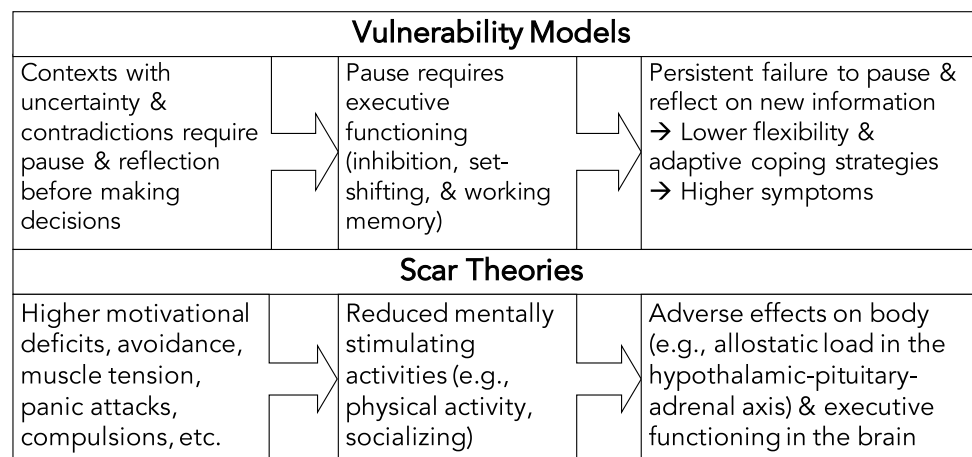 Vulnerability Models
Contexts with
uncertainty &
contradictions require
pause & reflection
before making
decisions
Pause requires
executive
functioning
(inhibition, set-
shifting, & working
memory)
Persistent failure to pause &
reflect on new information
→ Lower flexibility &
adaptive coping strategies
→ Higher symptoms
Scar Theories
Higher motivational
deficits, avoidance,
muscle tension,
panic attacks,
compulsions, etc.
Reduced mentally
stimulating
activities (e.g.,
physical activity,
socializing)
Adverse effects on body
(e.g., allostatic load in the
hypothalamic-pituitary-
adrenal axis) & executive
functioning in the brain